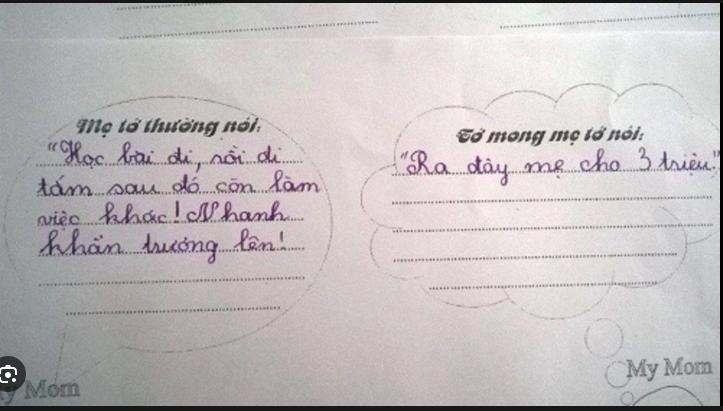 Mẹ tớ thường nói:
"Học bài đi, rồi đi
tắm sau đó còn làm
việc khác! Nhanh
khẩn trương lên!
My Mom
Tớ mong mẹ tớ nói:
"Ra đây mẹ cho 3 triệu!"
My Mom